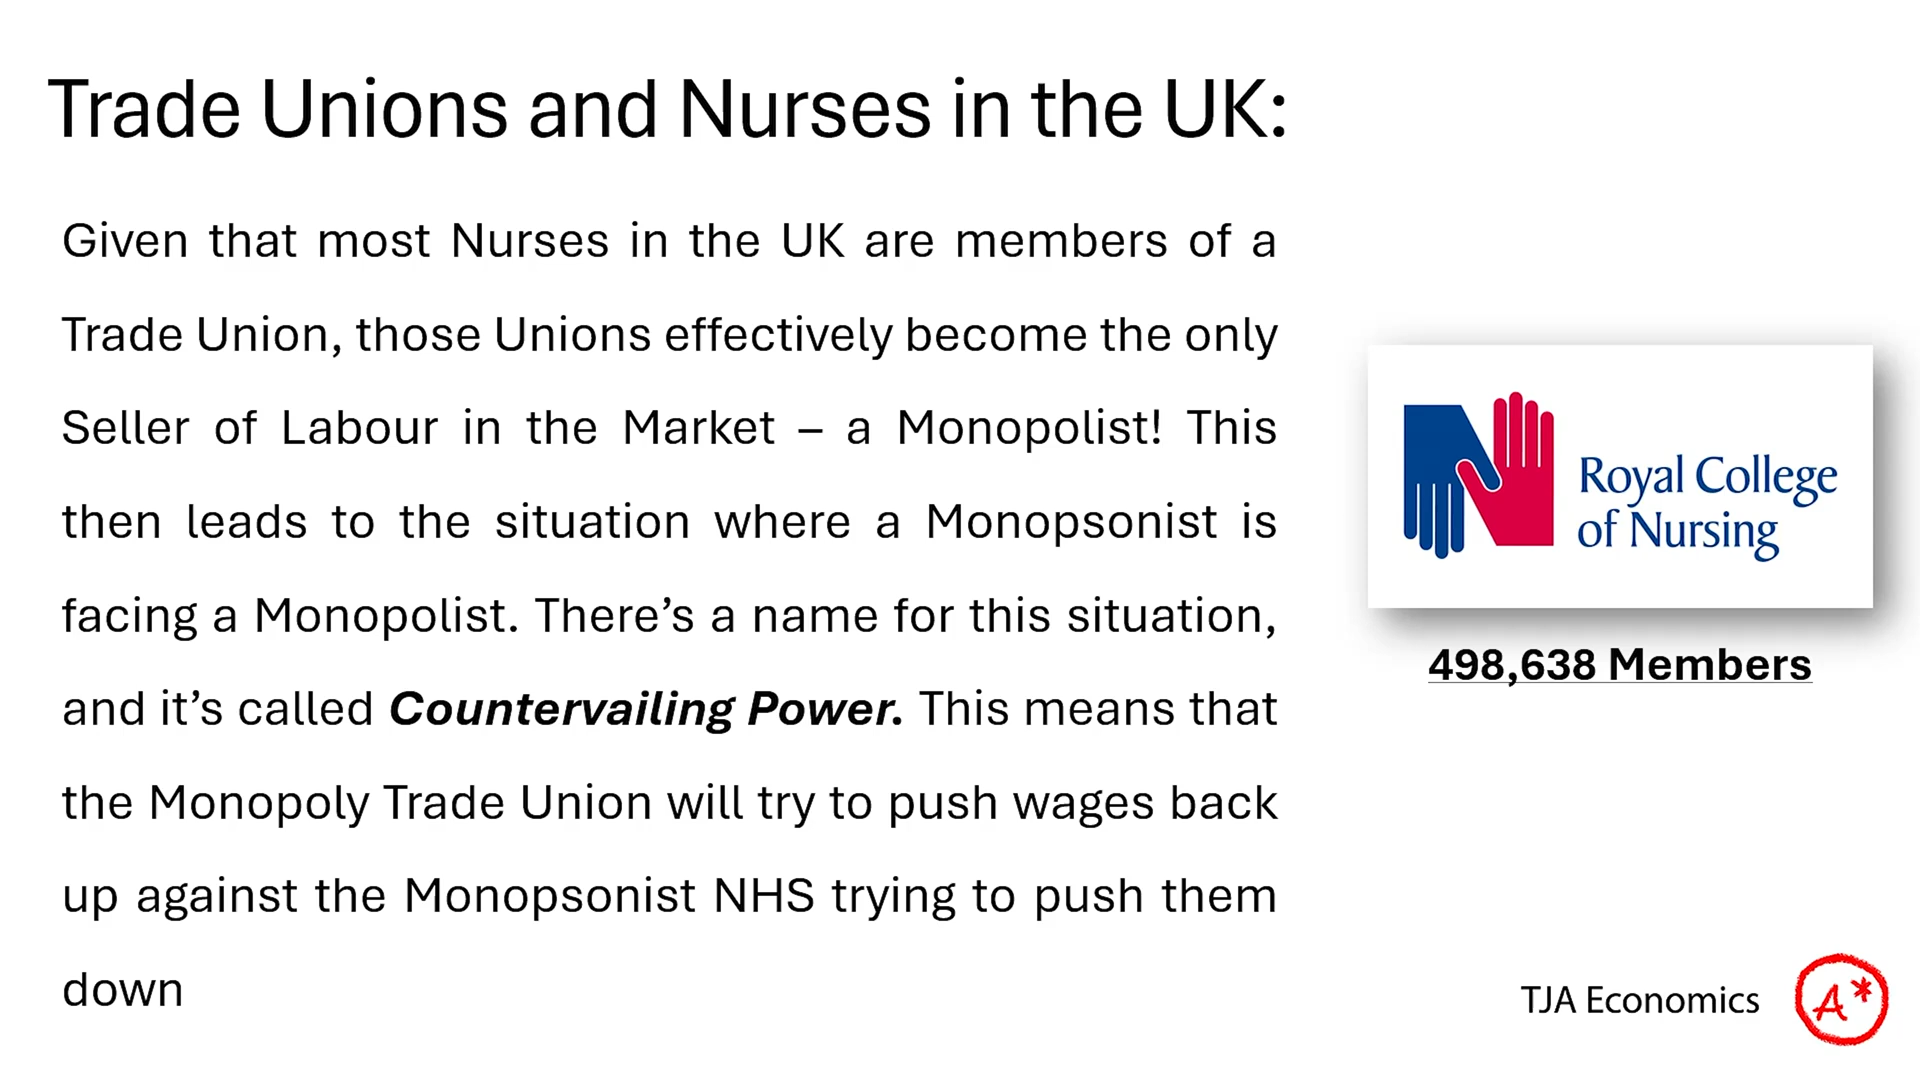 Trade Unions and Nurses in the UK:
Given that most Nurses in the UK are members of a
Trade Union, those Unions effectively become the only
Seller of Labour in the Market – a Monopolist! This
then leads to the situation where a Monopsonist is
facing a Monopolist. There’s a name for this situation,
and it’s called Countervailing Power. This means that
the Monopoly Trade Union will try to push wages back
up against the Monopsonist NHS trying to push them
down
Royal College
of Nursing
498,638 Members
TJA Economics
A*